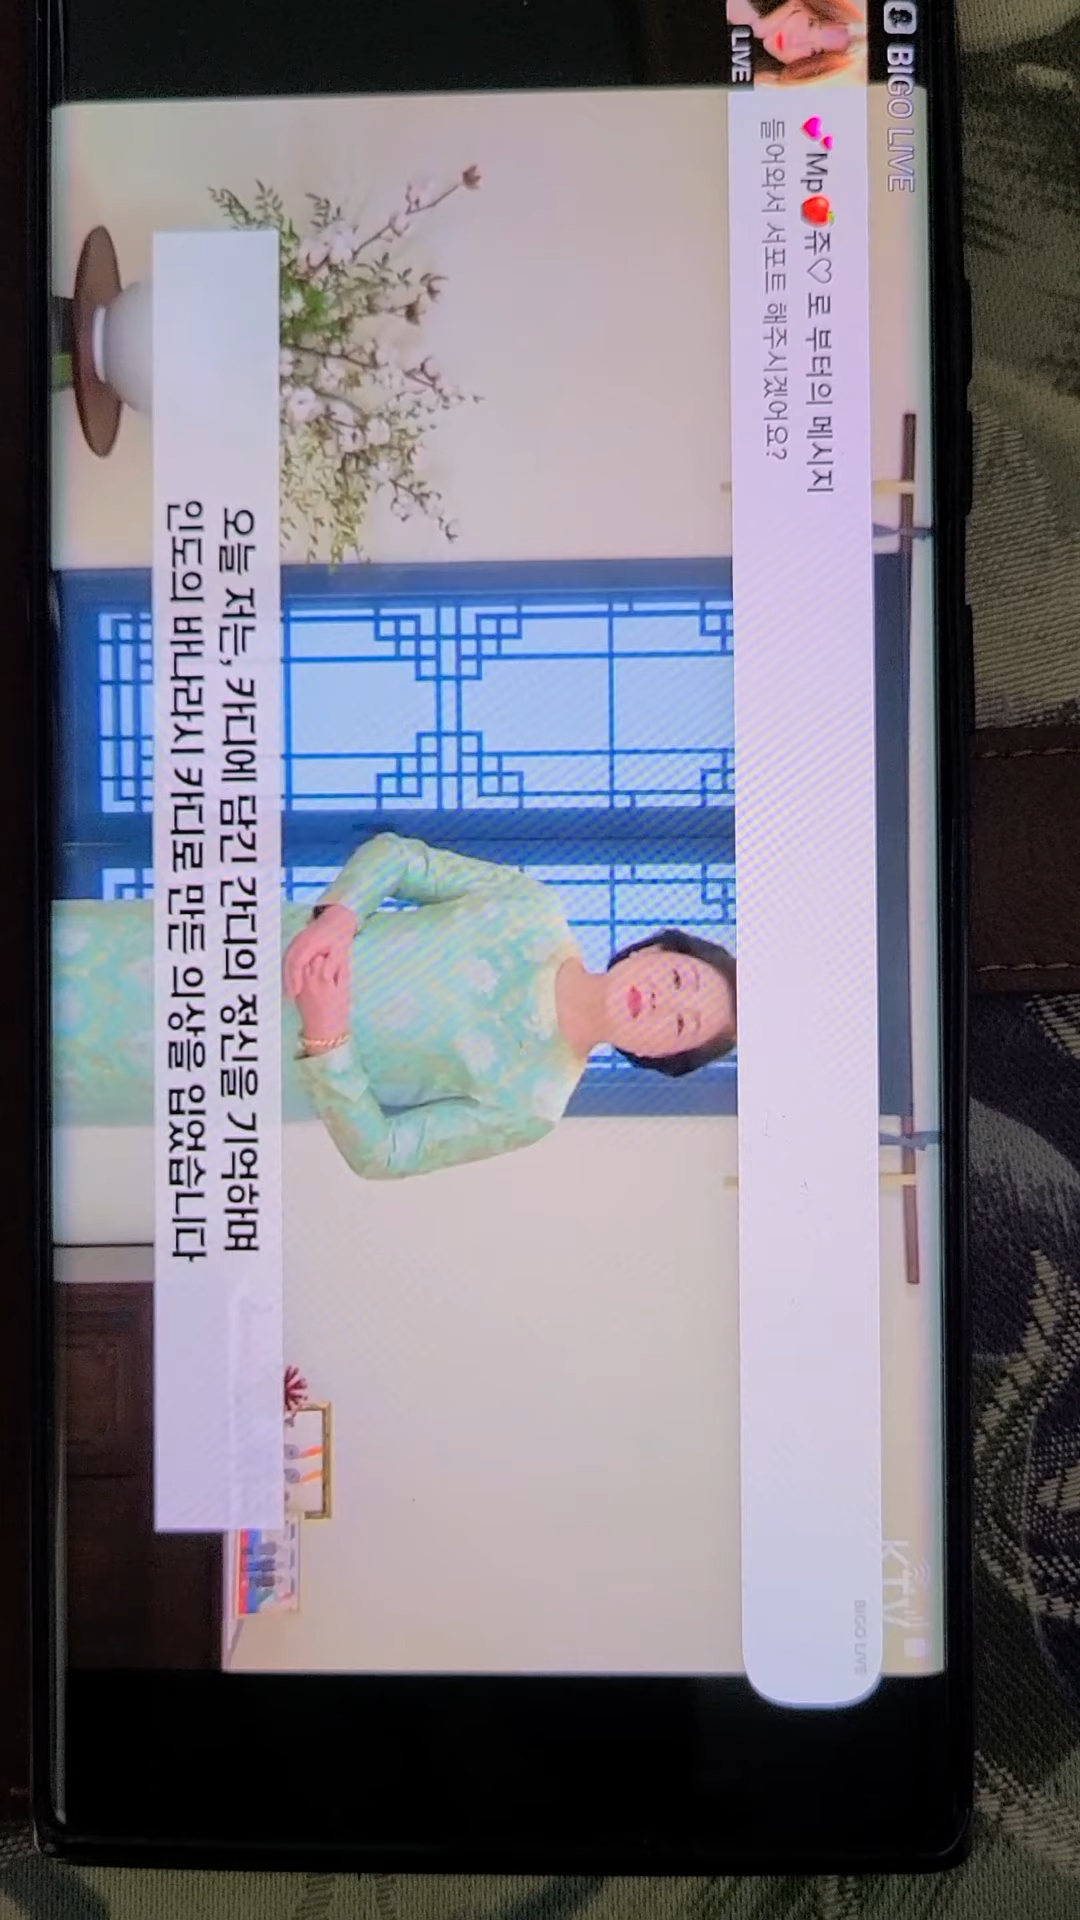 BIGO LIVE
LIVE
💕Mp🍓쥬♡ 로 부터의 메시지
들어와서 서포트 해주시겠어요?
BIGO LIVE
KTV
오늘 저는, 카디에 담긴 간디의 정신을 기억하며
인도의 바나라시 카디로 만든 의상을 입었습니다